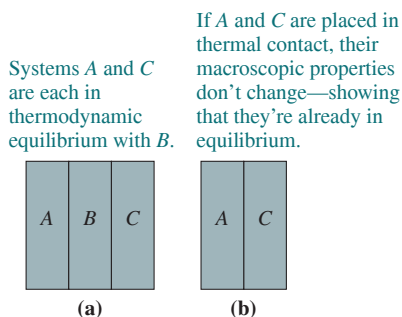 Systems A and C
are each in
thermodynamic
equilibrium with B.
If A and C are placed in
thermal contact, their
macroscopic properties
don't change—showing
that they're already in
equilibrium.
A B C
(a)
A C
(b)